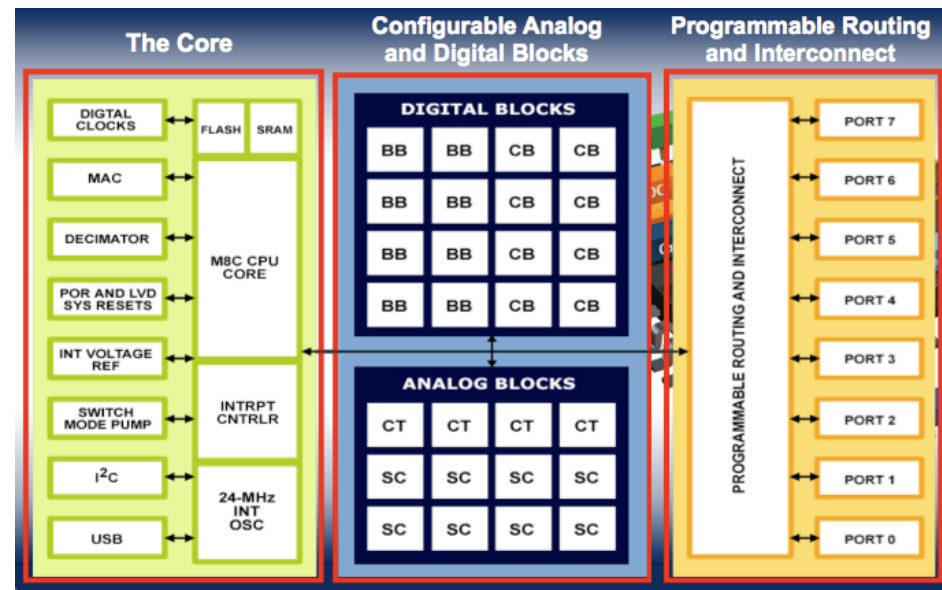 The Core
Configurable Analog
and Digital Blocks
Programmable Routing
and Interconnect
DIGTAL
CLOCKS
MAC
DECIMATOR
POR AND LVD
SYS RESETS
INT VOLTAGE
REF
SWITCH
MODE PUMP
I²C
USB
FLASH
SRAM
M8C CPU
CORE
INTRPT
CNTRLR
24-MHz
INT
OSC
DIGITAL BLOCKS
BB BB CB CB
BB BB CB CB
BB BB CB CB
BB BB CB CB
ANALOG BLOCKS
CT CT CT CT
SC SC SC SC
SC SC SC SC
PROGRAMMABLE ROUTING AND INTERCONNECT
PORT 7
PORT 6
PORT 5
PORT 4
PORT 3
PORT 2
PORT 1
PORT 0